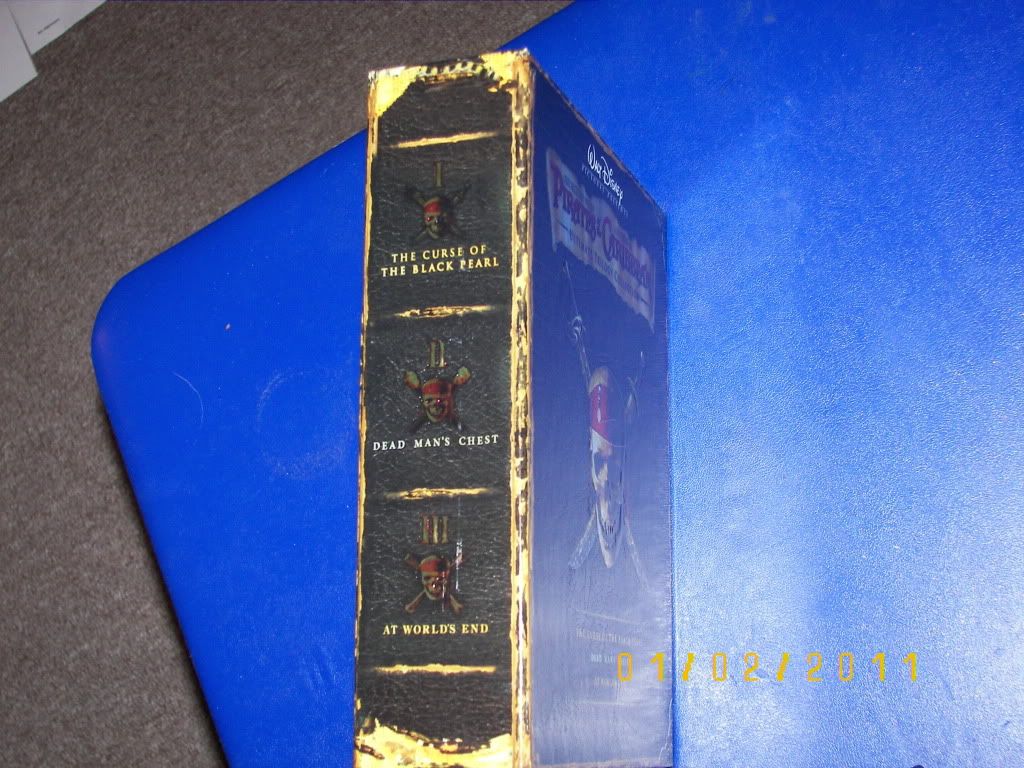 I
THE CURSE OF
THE BLACK PEARL
II
DEAD MAN'S CHEST
III
AT WORLD'S END
WALT DISNEY
PIRATES of the CARIBBEAN
01/02/2011